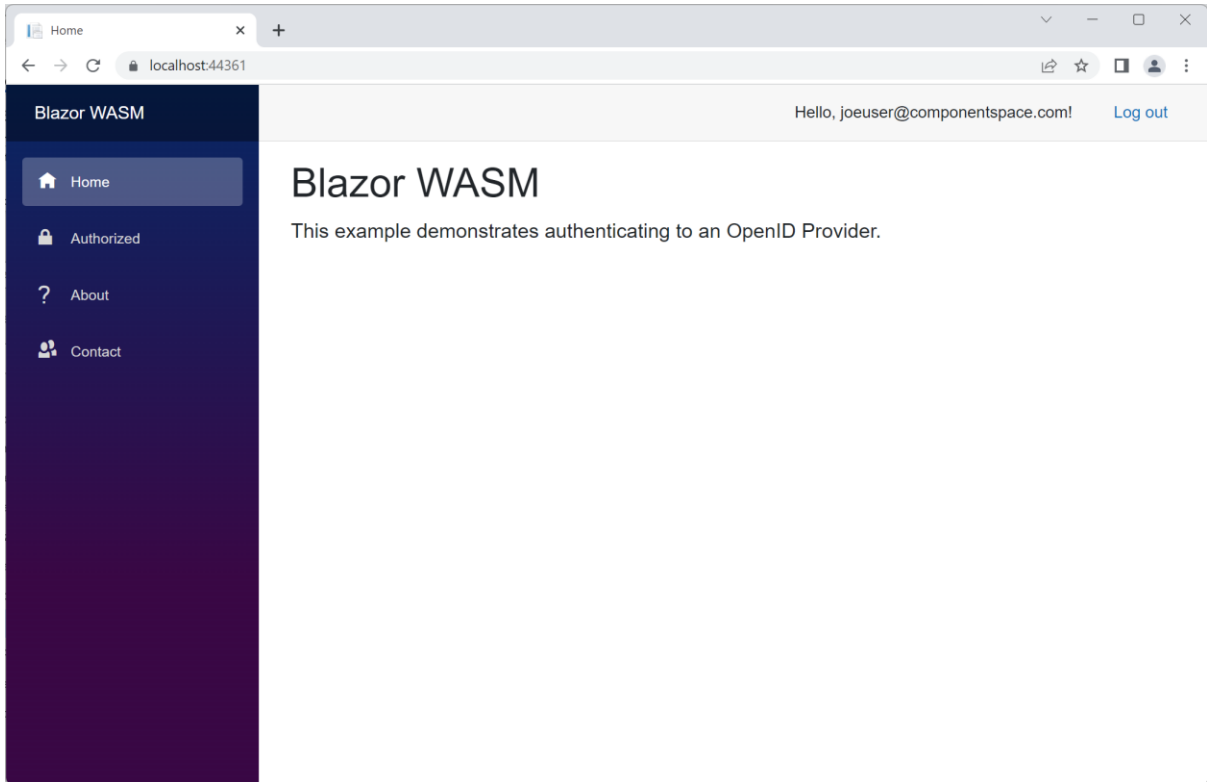 Home
localhost:44361
Blazor WASM
Hello, joeuser@componentspace.com! Log out
Home
Authorized
About
Contact
Blazor WASM
This example demonstrates authenticating to an OpenID Provider.